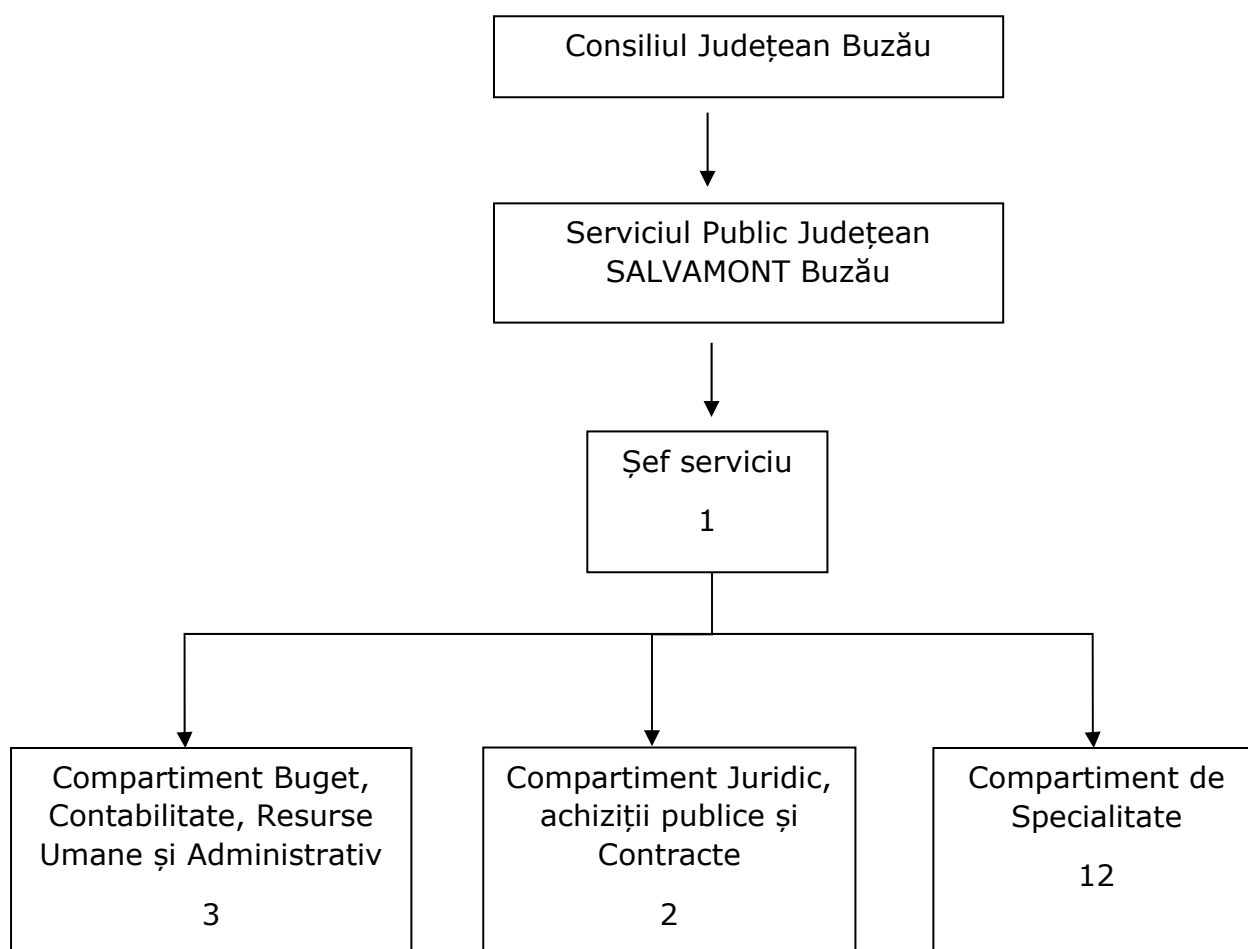 Consiliul Județean Buzău
Serviciul Public Județean
SALVAMONT Buzău
Șef serviciu
1
Compartiment Buget,
Contabilitate, Resurse
Umane și Administrativ
3
Compartiment Juridic,
achiziții publice și
Contracte
2
Compartiment de
Specialitate
12